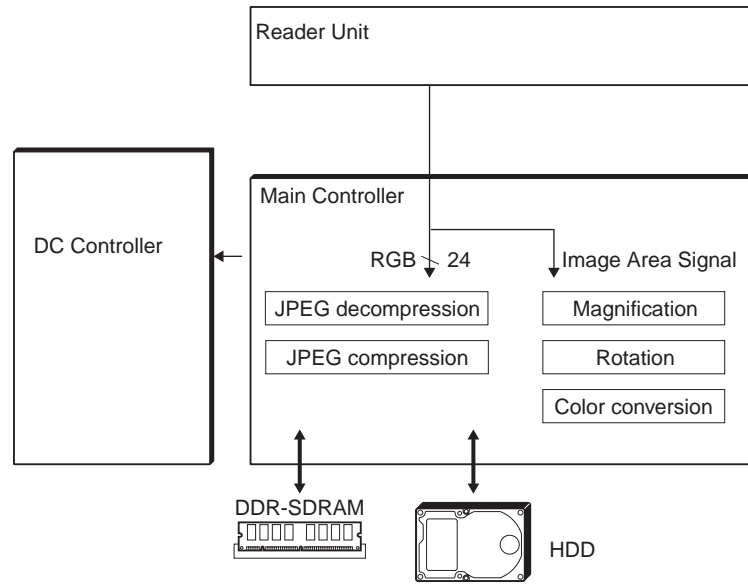 Reader Unit
Main Controller
DC Controller
RGB 24
Image Area Signal
JPEG decompression
Magnification
JPEG compression
Rotation
Color conversion
DDR-SDRAM
HDD